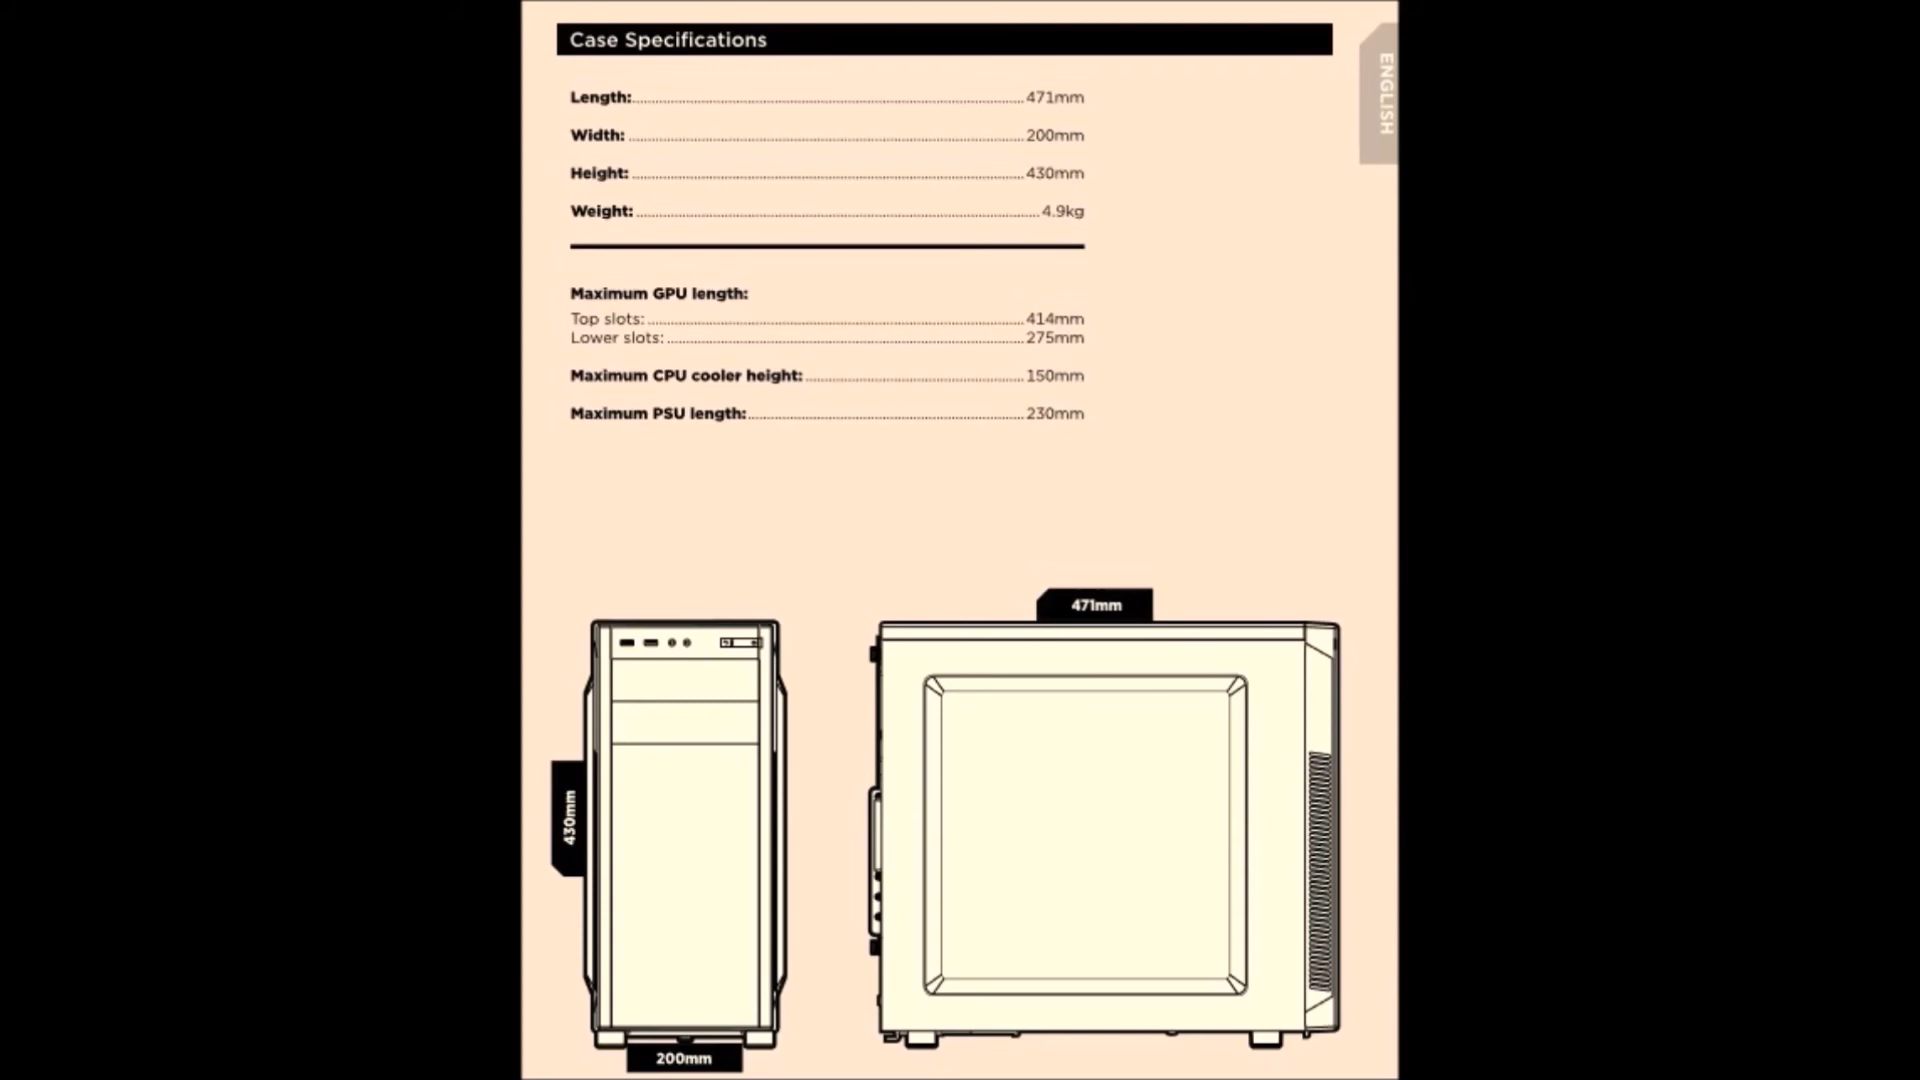 Case Specifications
ENGLISH
Length: 471mm
Width: 200mm
Height: 430mm
Weight: 4.9kg
Maximum GPU length:
Top slots: 414mm
Lower slots: 275mm
Maximum CPU cooler height: 150mm
Maximum PSU length: 230mm
471mm
430mm
200mm